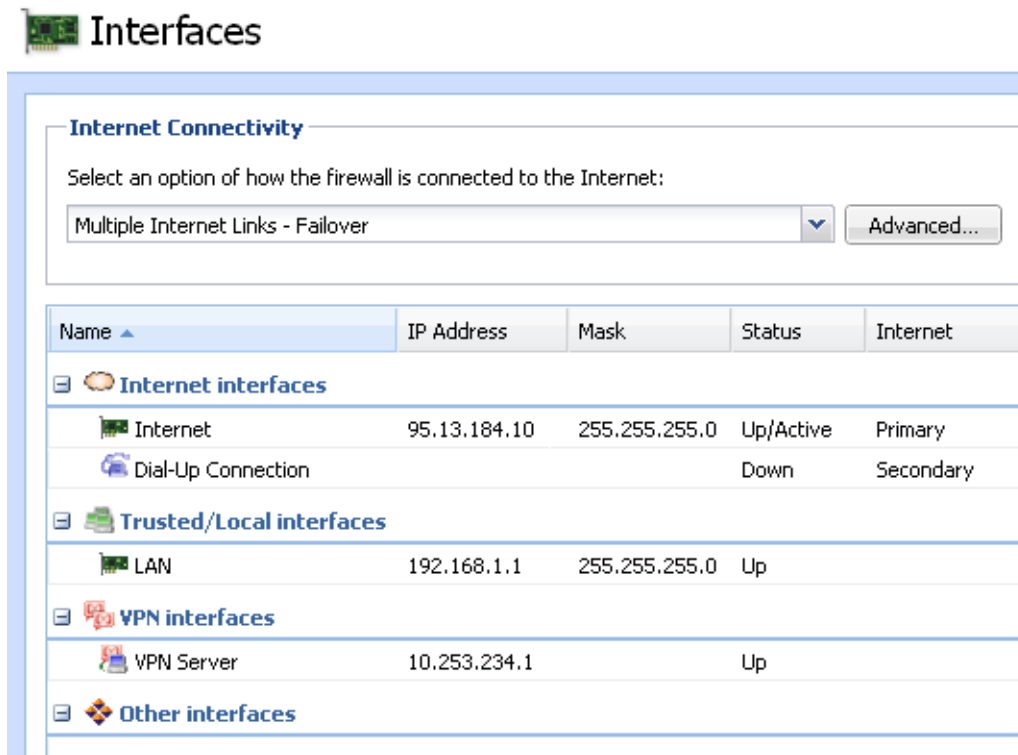 Interfaces
Internet Connectivity
Select an option of how the firewall is connected to the Internet:
Multiple Internet Links - Failover Advanced...
Name IP Address Mask Status Internet
Internet interfaces
Internet 95.13.184.10 255.255.255.0 Up/Active Primary
Dial-Up Connection Down Secondary
Trusted/Local interfaces
LAN 192.168.1.1 255.255.255.0 Up
VPN interfaces
VPN Server 10.253.234.1 Up
Other interfaces